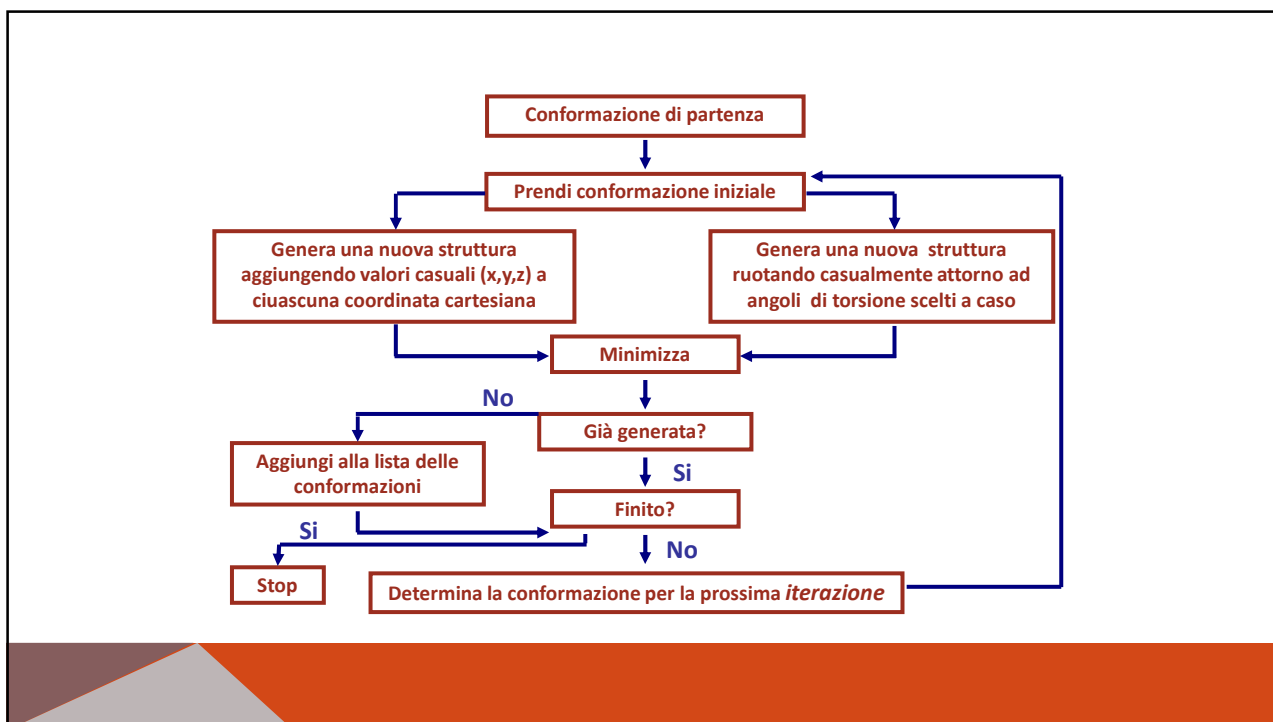 Conformazione di partenza
Prendi conformazione iniziale
Genera una nuova struttura
aggiungendo valori casuali (x,y,z) a
ciuascuna coordinata cartesiana
Genera una nuova struttura
ruotando casualmente attorno ad
angoli di torsione scelti a caso
Minimizza
No
Già generata?
Aggiungi alla lista delle
conformazioni
Si
Finito?
Si
No
Stop
Determina la conformazione per la prossima iterazione